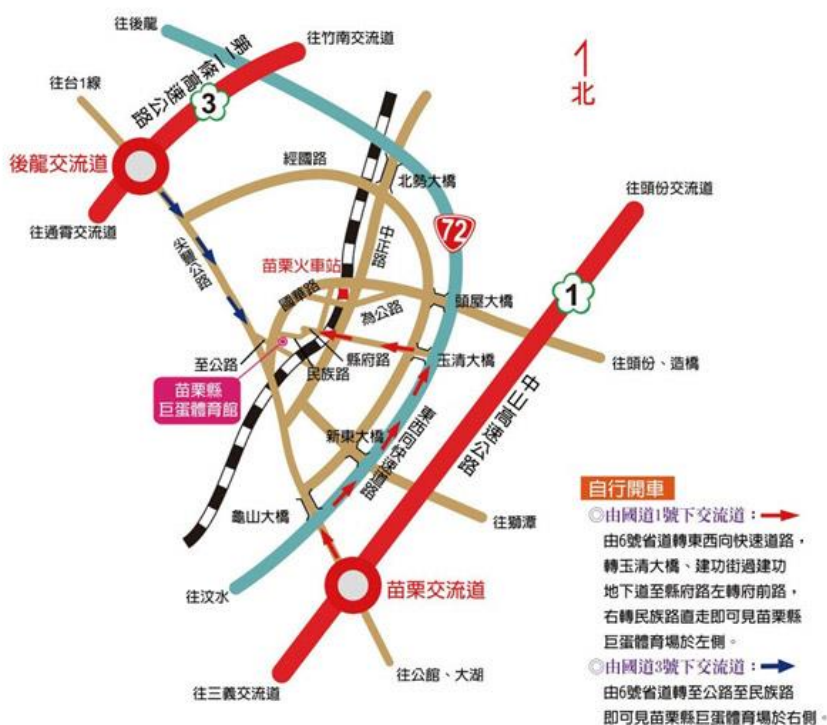 往後龍
往竹南交流道
第二條高速公路
3
往台1線
北
後龍交流道
經國路
北勢大橋
往頭份交流道
往通霄交流道
尖豐公路
中正路
72
苗栗火車站
國華路
為公路
頭屋大橋
1
至公路
縣府路
民族路
玉清大橋
往頭份、造橋
苗栗縣
巨蛋體育館
中山高速公路
新東大橋
東西向快速道路
龜山大橋
往獅潭
往汶水
苗栗交流道
往公館、大湖
往三義交流道
自行開車
◎由國道1號下交流道：
由6號省道轉東西向快速道路，
轉玉清大橋、建功街過建功
地下道至縣府路左轉府前路，
右轉民族路直走即可見苗栗縣
巨蛋體育場於左側。
◎由國道3號下交流道：
由6號省道轉至公路至民族路
即可見苗栗縣巨蛋體育場於右側。